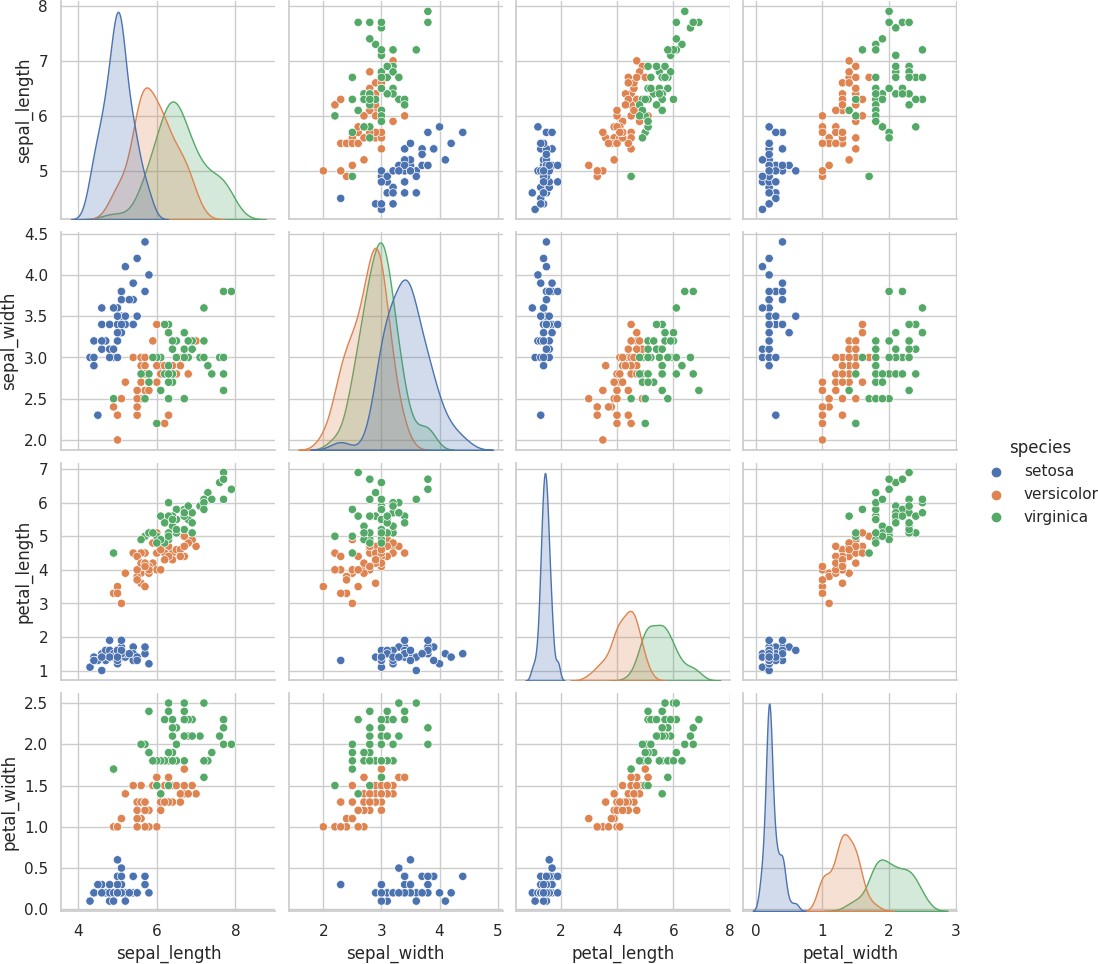 8
7
6
5
sepal_length
4.5
4.0
3.5
3.0
2.5
2.0
sepal_width
7
6
5
4
3
2
1
petal_length
2.5
2.0
1.5
1.0
0.5
0.0
petal_width
4 6 8
sepal_length
2 3 4 5
sepal_width
2 4 6 8
petal_length
0 1 2 3
petal_width
species
setosa
versicolor
virginica